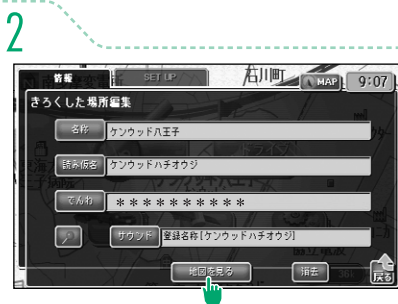 2
情報 SET UP 石川町 MAP 9:07
きろくした場所編集
名称 ケンウッド八王子
読み仮名 ケンウッドハチオウジ
でんわ ＊＊＊＊＊＊＊＊＊＊
サウンド 登録名称[ケンウッドハチオウジ]
地図を見る 消去 戻る